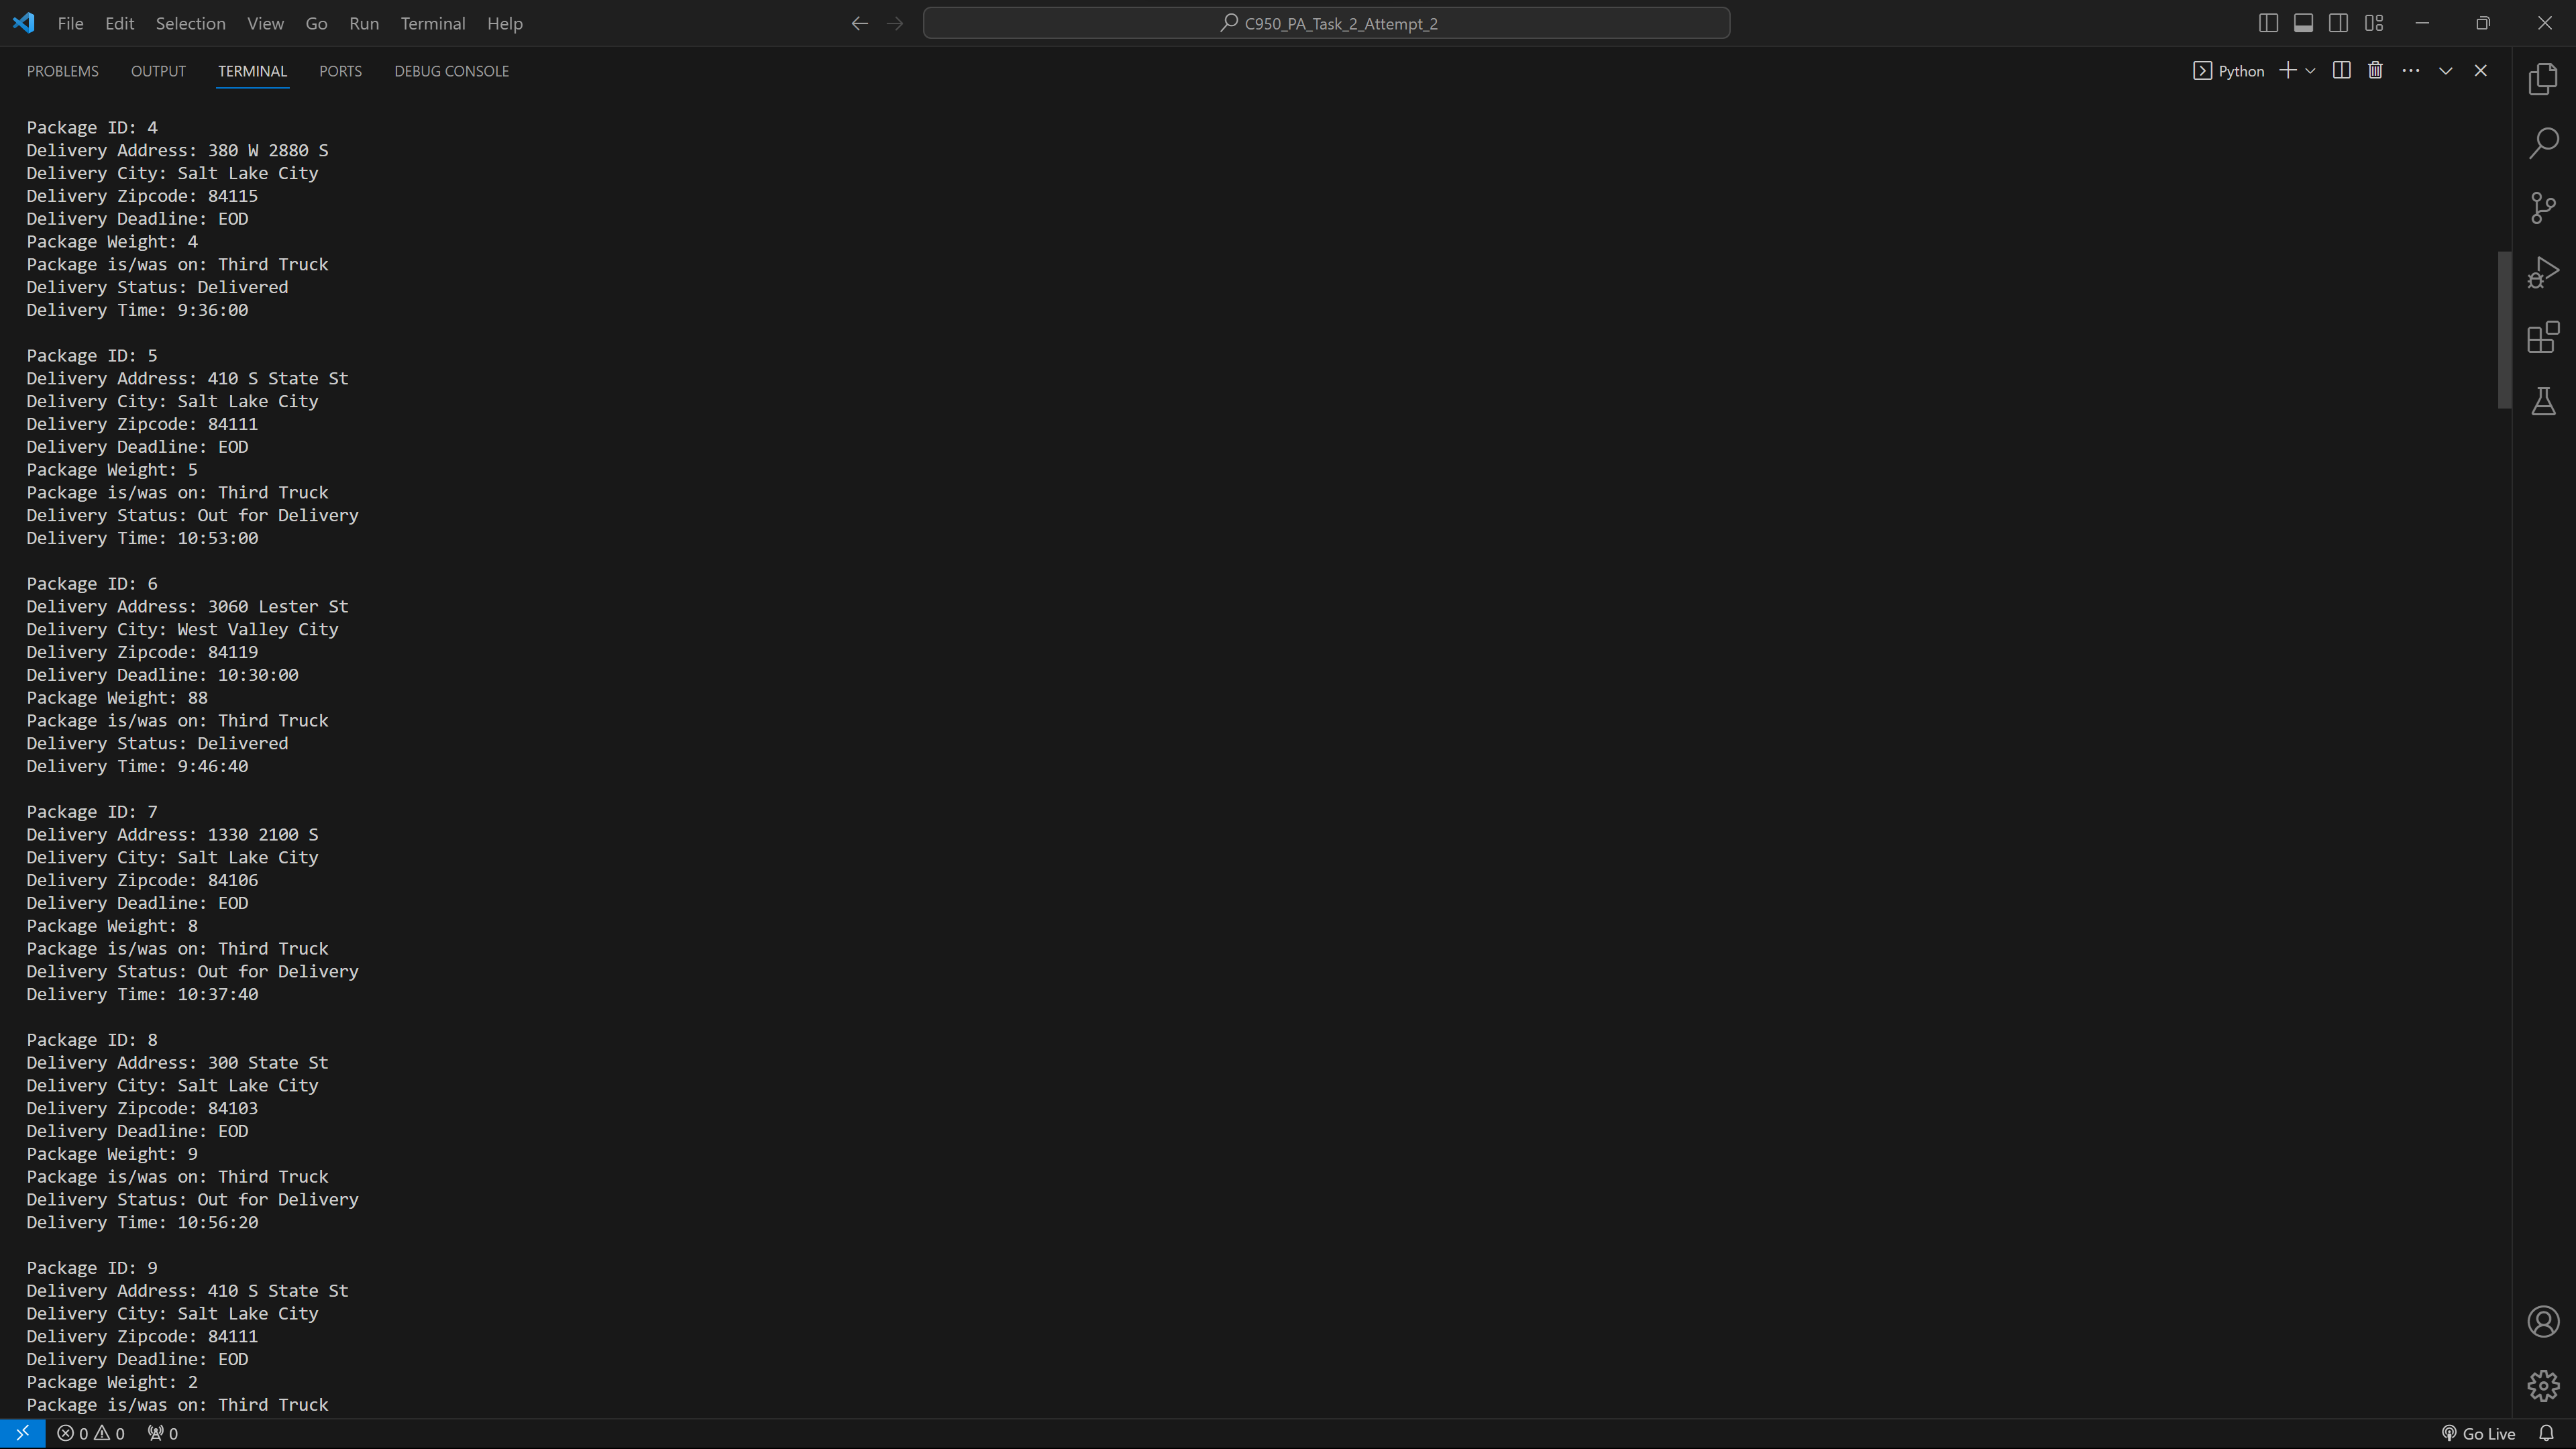 File Edit Selection View Go Run Terminal Help
C950_PA_Task_2_Attempt_2
PROBLEMS OUTPUT TERMINAL PORTS DEBUG CONSOLE
Python
Package ID: 4
Delivery Address: 380 W 2880 S
Delivery City: Salt Lake City
Delivery Zipcode: 84115
Delivery Deadline: EOD
Package Weight: 4
Package is/was on: Third Truck
Delivery Status: Delivered
Delivery Time: 9:36:00
Package ID: 5
Delivery Address: 410 S State St
Delivery City: Salt Lake City
Delivery Zipcode: 84111
Delivery Deadline: EOD
Package Weight: 5
Package is/was on: Third Truck
Delivery Status: Out for Delivery
Delivery Time: 10:53:00
Package ID: 6
Delivery Address: 3060 Lester St
Delivery City: West Valley City
Delivery Zipcode: 84119
Delivery Deadline: 10:30:00
Package Weight: 88
Package is/was on: Third Truck
Delivery Status: Delivered
Delivery Time: 9:46:40
Package ID: 7
Delivery Address: 1330 2100 S
Delivery City: Salt Lake City
Delivery Zipcode: 84106
Delivery Deadline: EOD
Package Weight: 8
Package is/was on: Third Truck
Delivery Status: Out for Delivery
Delivery Time: 10:37:40
Package ID: 8
Delivery Address: 300 State St
Delivery City: Salt Lake City
Delivery Zipcode: 84103
Delivery Deadline: EOD
Package Weight: 9
Package is/was on: Third Truck
Delivery Status: Out for Delivery
Delivery Time: 10:56:20
Package ID: 9
Delivery Address: 410 S State St
Delivery City: Salt Lake City
Delivery Zipcode: 84111
Delivery Deadline: EOD
Package Weight: 2
Package is/was on: Third Truck
0 0 0 Go Live